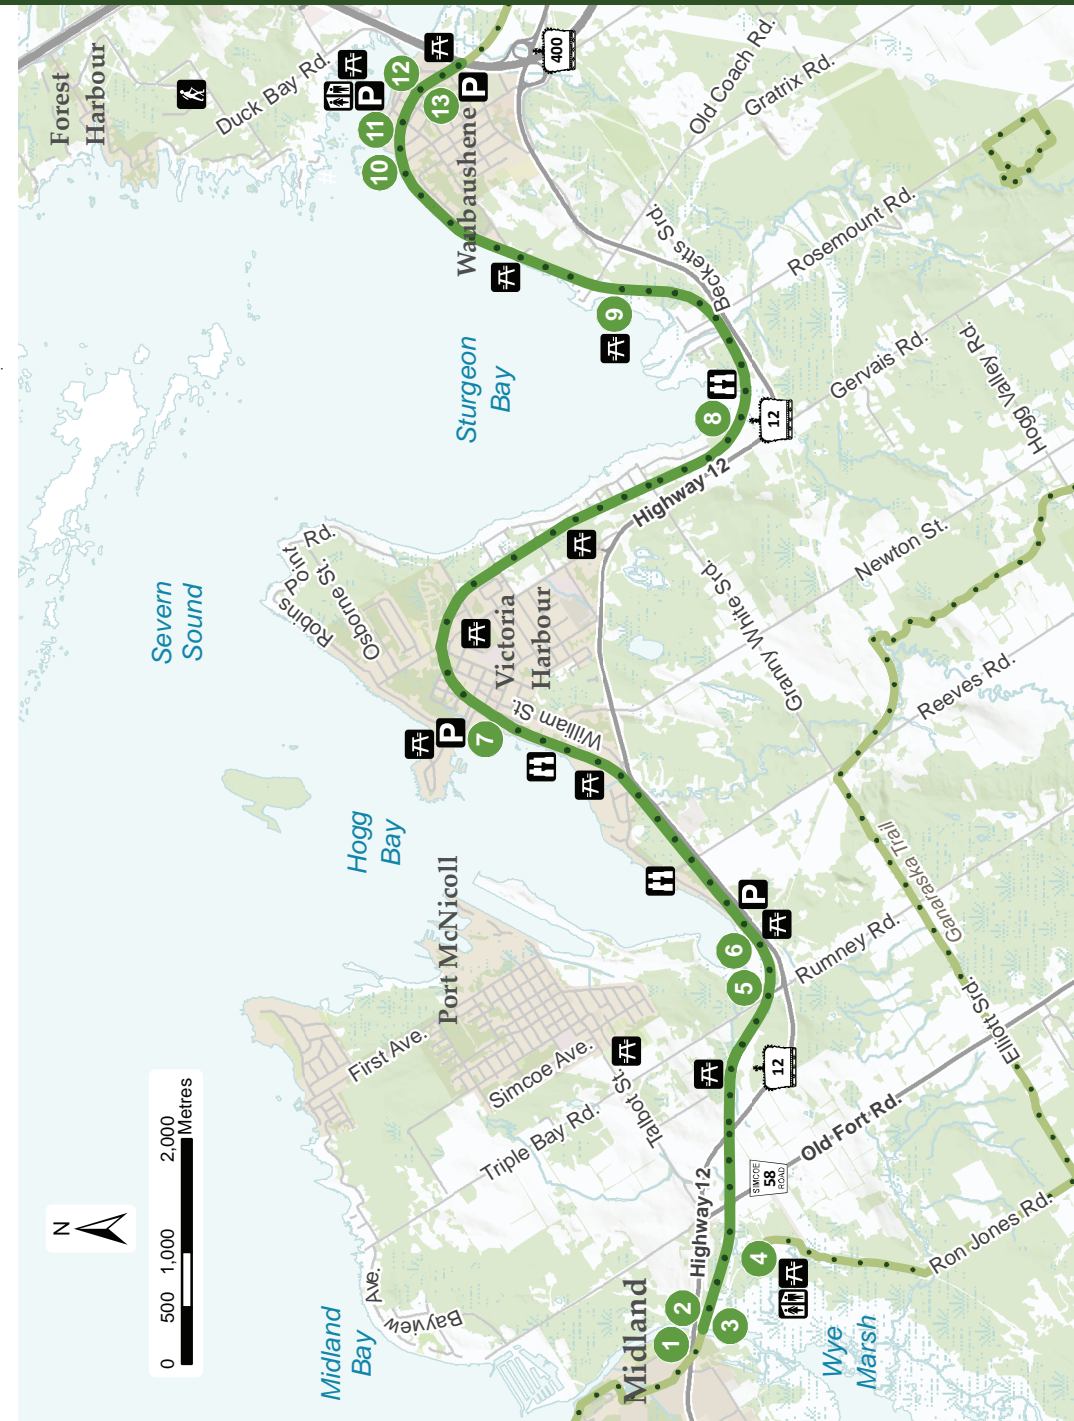 N
0
500
1,000
2,000
Metres
Midland
Bay
Bayview
Ave.
Midland
1
2
3
4
Wye
Marsh
Highway 12
SIMCOE
58
ROAD
Old Fort Rd.
Ron Jones Rd.
Triple Bay Rd.
Talbot St.
Simcoe Ave.
First Ave.
Port McNicoll
12
5
6
P
Rumney Rd.
Elliott Srd.
Ganaraska Trail
Hogg
Bay
7
P
William St.
Victoria
Harbour
Severn
Sound
Robins Point
Rd.
Osborne St.
Reeves Rd.
Granny White Srd.
Newton St.
Highway 12
Sturgeon
Bay
8
12
Gervais Rd.
Hogg Valley Rd.
9
Becketts Srd.
Rosemount Rd.
Waubaushene
10
11
12
13
P
P
400
Old Coach Rd.
Gratrix Rd.
Duck Bay Rd.
Forest
Harbour